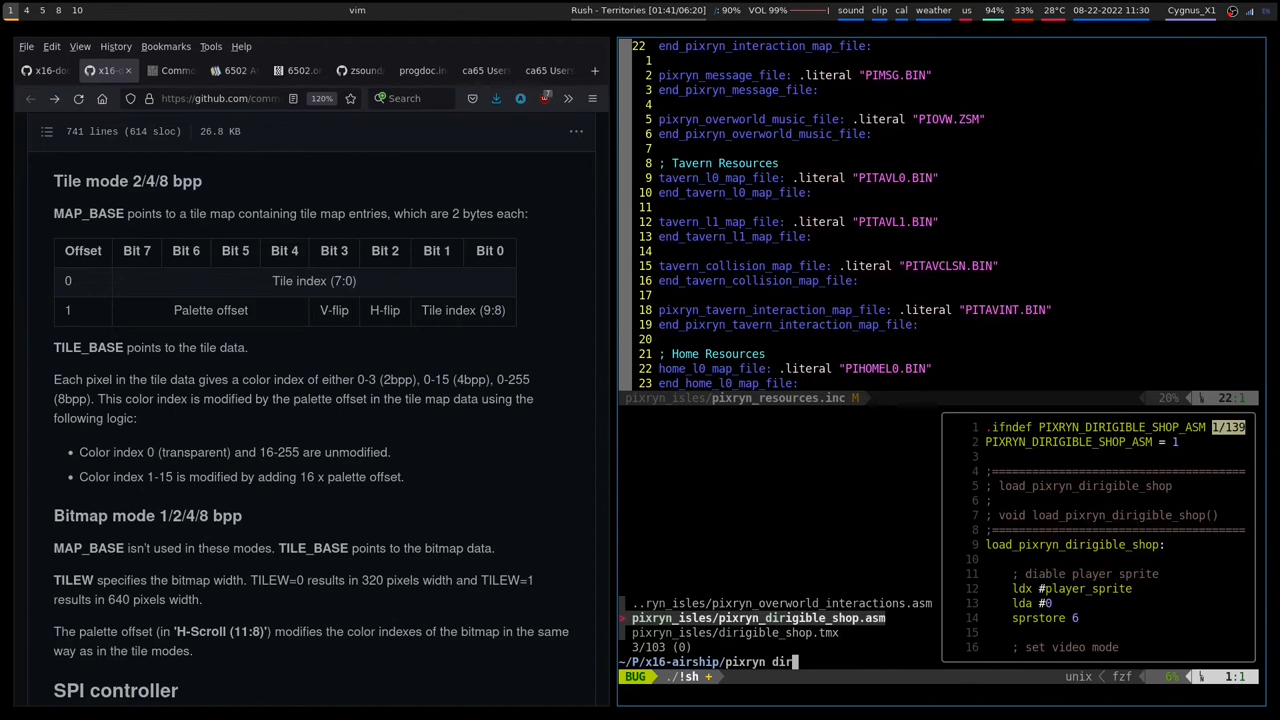 1 4 5 8 10
vim
Rush - Territories [01:41/06:20] /: 90% VOL 99% sound clip cal weather us 94% 33% 28°C 08-22-2022 11:30 Cygnus_X1 EN
File Edit View History Bookmarks Tools Help
x16-do x16-g Commo 6502 A 6502.or zsound progdoc.in ca65 Users ca65 Users
https://github.com/comm 120% Search
741 lines (614 sloc) 26.8 KB
Tile mode 2/4/8 bpp
MAP_BASE points to a tile map containing tile map entries, which are 2 bytes each:
Offset Bit 7 Bit 6 Bit 5 Bit 4 Bit 3 Bit 2 Bit 1 Bit 0
0 Tile index (7:0)
1 Palette offset V-flip H-flip Tile index (9:8)
TILE_BASE points to the tile data.
Each pixel in the tile data gives a color index of either 0-3 (2bpp), 0-15 (4bpp), 0-255
(8bpp). This color index is modified by the palette offset in the tile map data using the
following logic:
• Color index 0 (transparent) and 16-255 are unmodified.
• Color index 1-15 is modified by adding 16 x palette offset.
Bitmap mode 1/2/4/8 bpp
MAP_BASE isn't used in these modes. TILE_BASE points to the bitmap data.
TILEW specifies the bitmap width. TILEW=0 results in 320 pixels width and TILEW=1
results in 640 pixels width.
The palette offset (in 'H-Scroll (11:8)') modifies the color indexes of the bitmap in the same
way as in the tile modes.
SPI controller
22 end_pixryn_interaction_map_file:
1
2 pixryn_message_file: .literal "PIMSG.BIN"
3 end_pixryn_message_file:
4
5 pixryn_overworld_music_file: .literal "PIOVW.ZSM"
6 end_pixryn_overworld_music_file:
7
8 ; Tavern Resources
9 tavern_l0_map_file: .literal "PITAVL0.BIN"
10 end_tavern_l0_map_file:
11
12 tavern_l1_map_file: .literal "PITAVL1.BIN"
13 end_tavern_l1_map_file:
14
15 tavern_collision_map_file: .literal "PITAVCLSN.BIN"
16 end_tavern_collision_map_file:
17
18 pixryn_tavern_interaction_map_file: .literal "PITAVINT.BIN"
19 end_pixryn_tavern_interaction_map_file:
20
21 ; Home Resources
22 home_l0_map_file: .literal "PIHOMEL0.BIN"
23 end_home_l0_map_file:
pixryn_isles/pixryn_resources.inc M 20% 22:1
1 .ifndef PIXRYN_DIRIGIBLE_SHOP_ASM 1/139
2 PIXRYN_DIRIGIBLE_SHOP_ASM = 1
3
4 ;=======================================
5 ; load_pixryn_dirigible_shop
6 ;
7 ; void load_pixryn_dirigible_shop()
8 ;=======================================
9 load_pixryn_dirigible_shop:
10
11 ; diable player sprite
12 ldx #player_sprite
13 lda #0
14 sprstore 6
15
16 ; set video mode
..ryn_isles/pixryn_overworld_interactions.asm
> pixryn_isles/pixryn_dirigible_shop.asm
pixryn_isles/dirigible_shop.tmx
3/103 (0)
~/P/x16-airship/pixryn dir
BUG ./!sh + unix fzf 6% 1:1